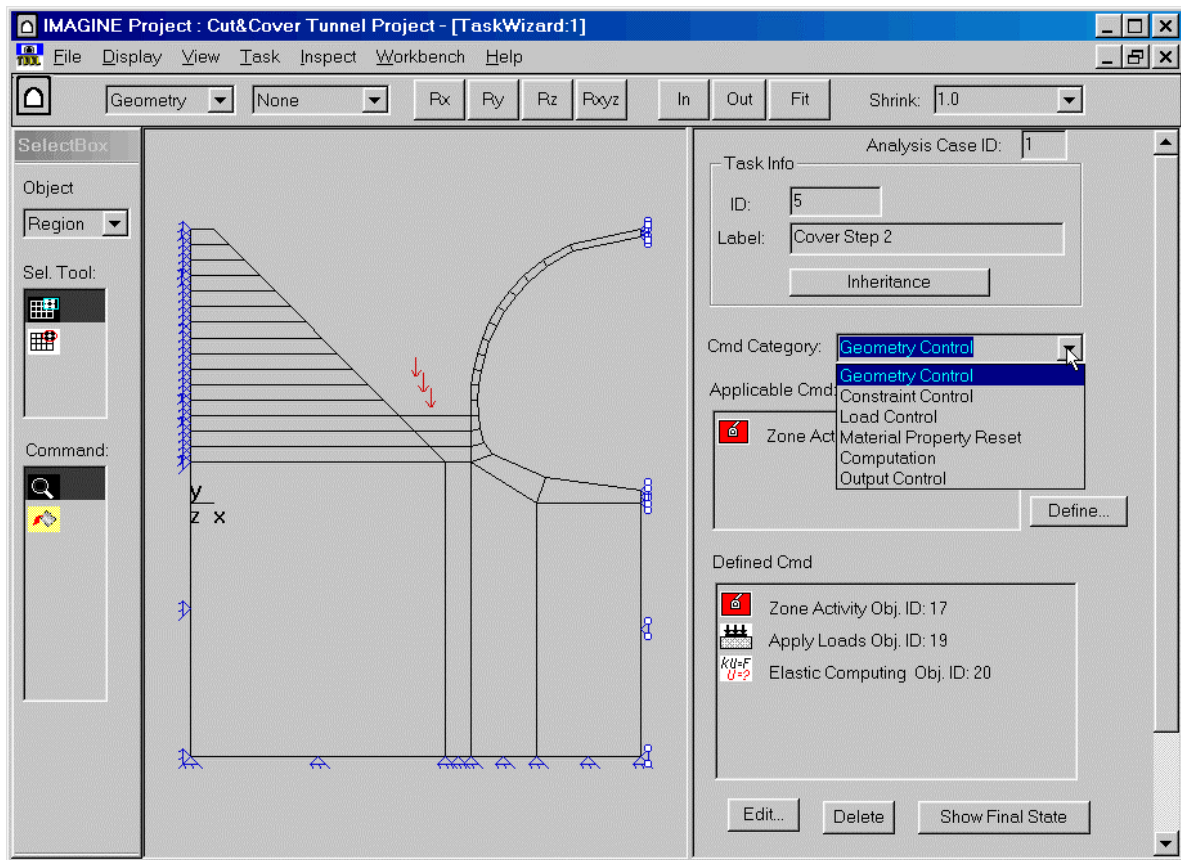 IMAGINE Project : Cut&Cover Tunnel Project - [TaskWizard:1]
TOOL File Display View Task Inspect Workbench Help
Geometry None Rx Ry Rz Rxyz In Out Fit Shrink: 1.0
SelectBox
Object
Region
Sel. Tool:
Command:
y
z x
Analysis Case ID: 1
Task Info
ID: 5
Label: Cover Step 2
Inheritance
Cmd Category: Geometry Control
Geometry Control
Constraint Control
Load Control
Material Property Reset
Computation
Output Control
Applicable Cmd:
Zone Act
Define...
Defined Cmd
Zone Activity Obj. ID: 17
Apply Loads Obj. ID: 19
KU=F
U=?
Elastic Computing Obj. ID: 20
Edit... Delete Show Final State